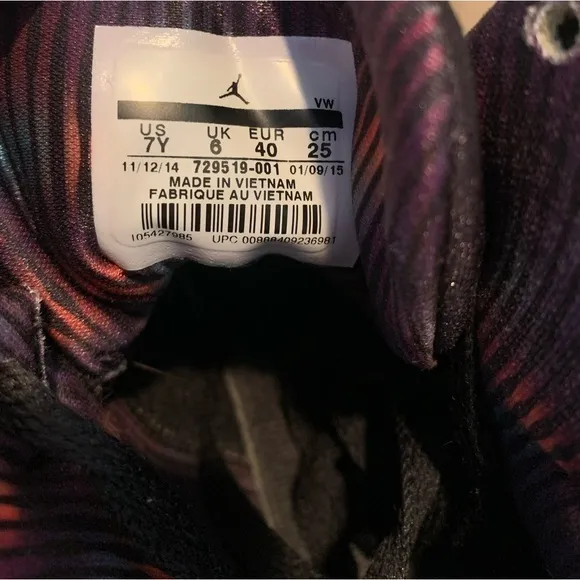 VW
US UK EUR cm
7Y 6 40 25
11/12/14 729519-001 01/09/15
MADE IN VIETNAM
FABRIQUE AU VIETNAM
105427985 UPC 00888409236981